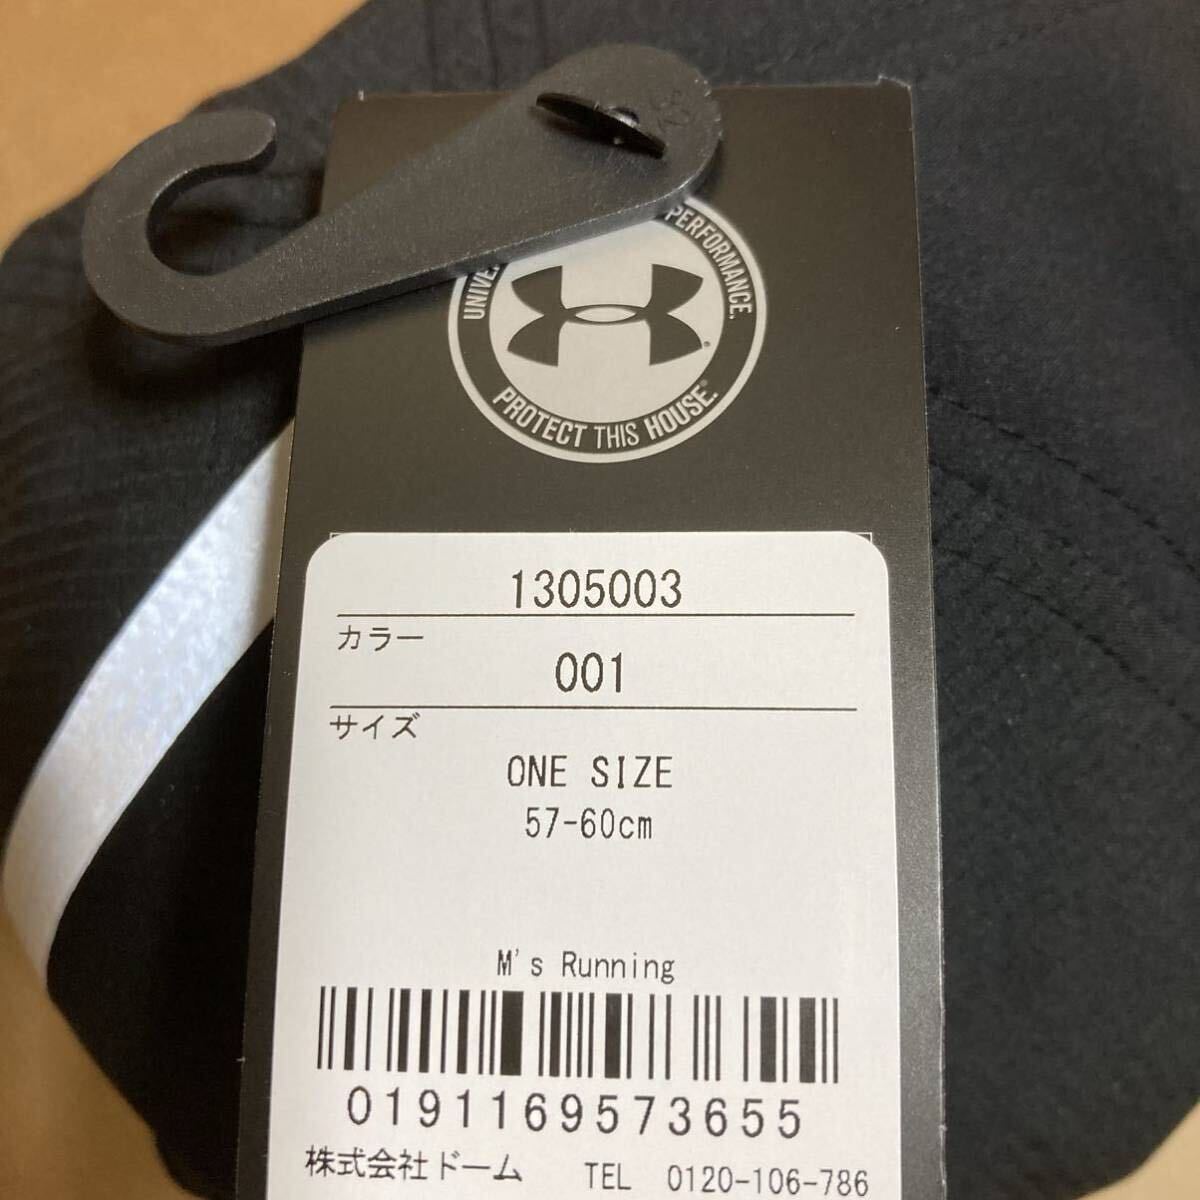 PERFORMANCE.
PROTECT THIS HOUSE.®
1305003
カラー
001
サイズ
ONE SIZE
57-60cm
M's Running
0191169573655
株式会社ドーム TEL 0120-106-786